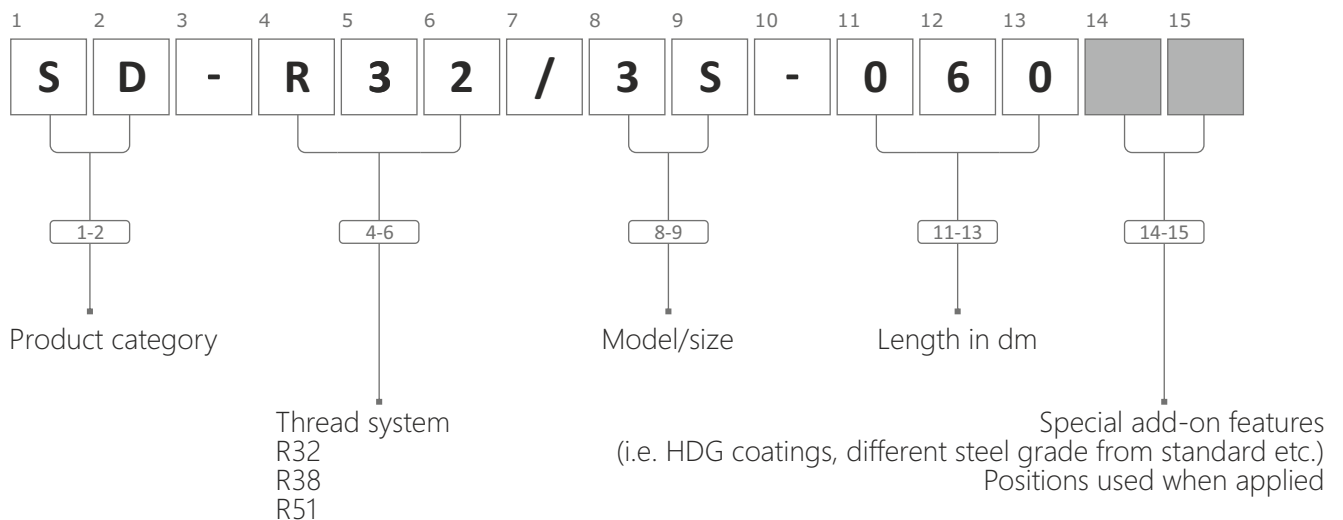 1 2 3 4 5 6 7 8 9 10 11 12 13 14 15
S D - R 3 2 / 3 S - 0 6 0
1-2 4-6 8-9 11-13 14-15
Product category Model/size Length in dm
Thread system
R32
R38
R51
Special add-on features
(i.e. HDG coatings, different steel grade from standard etc.)
Positions used when applied